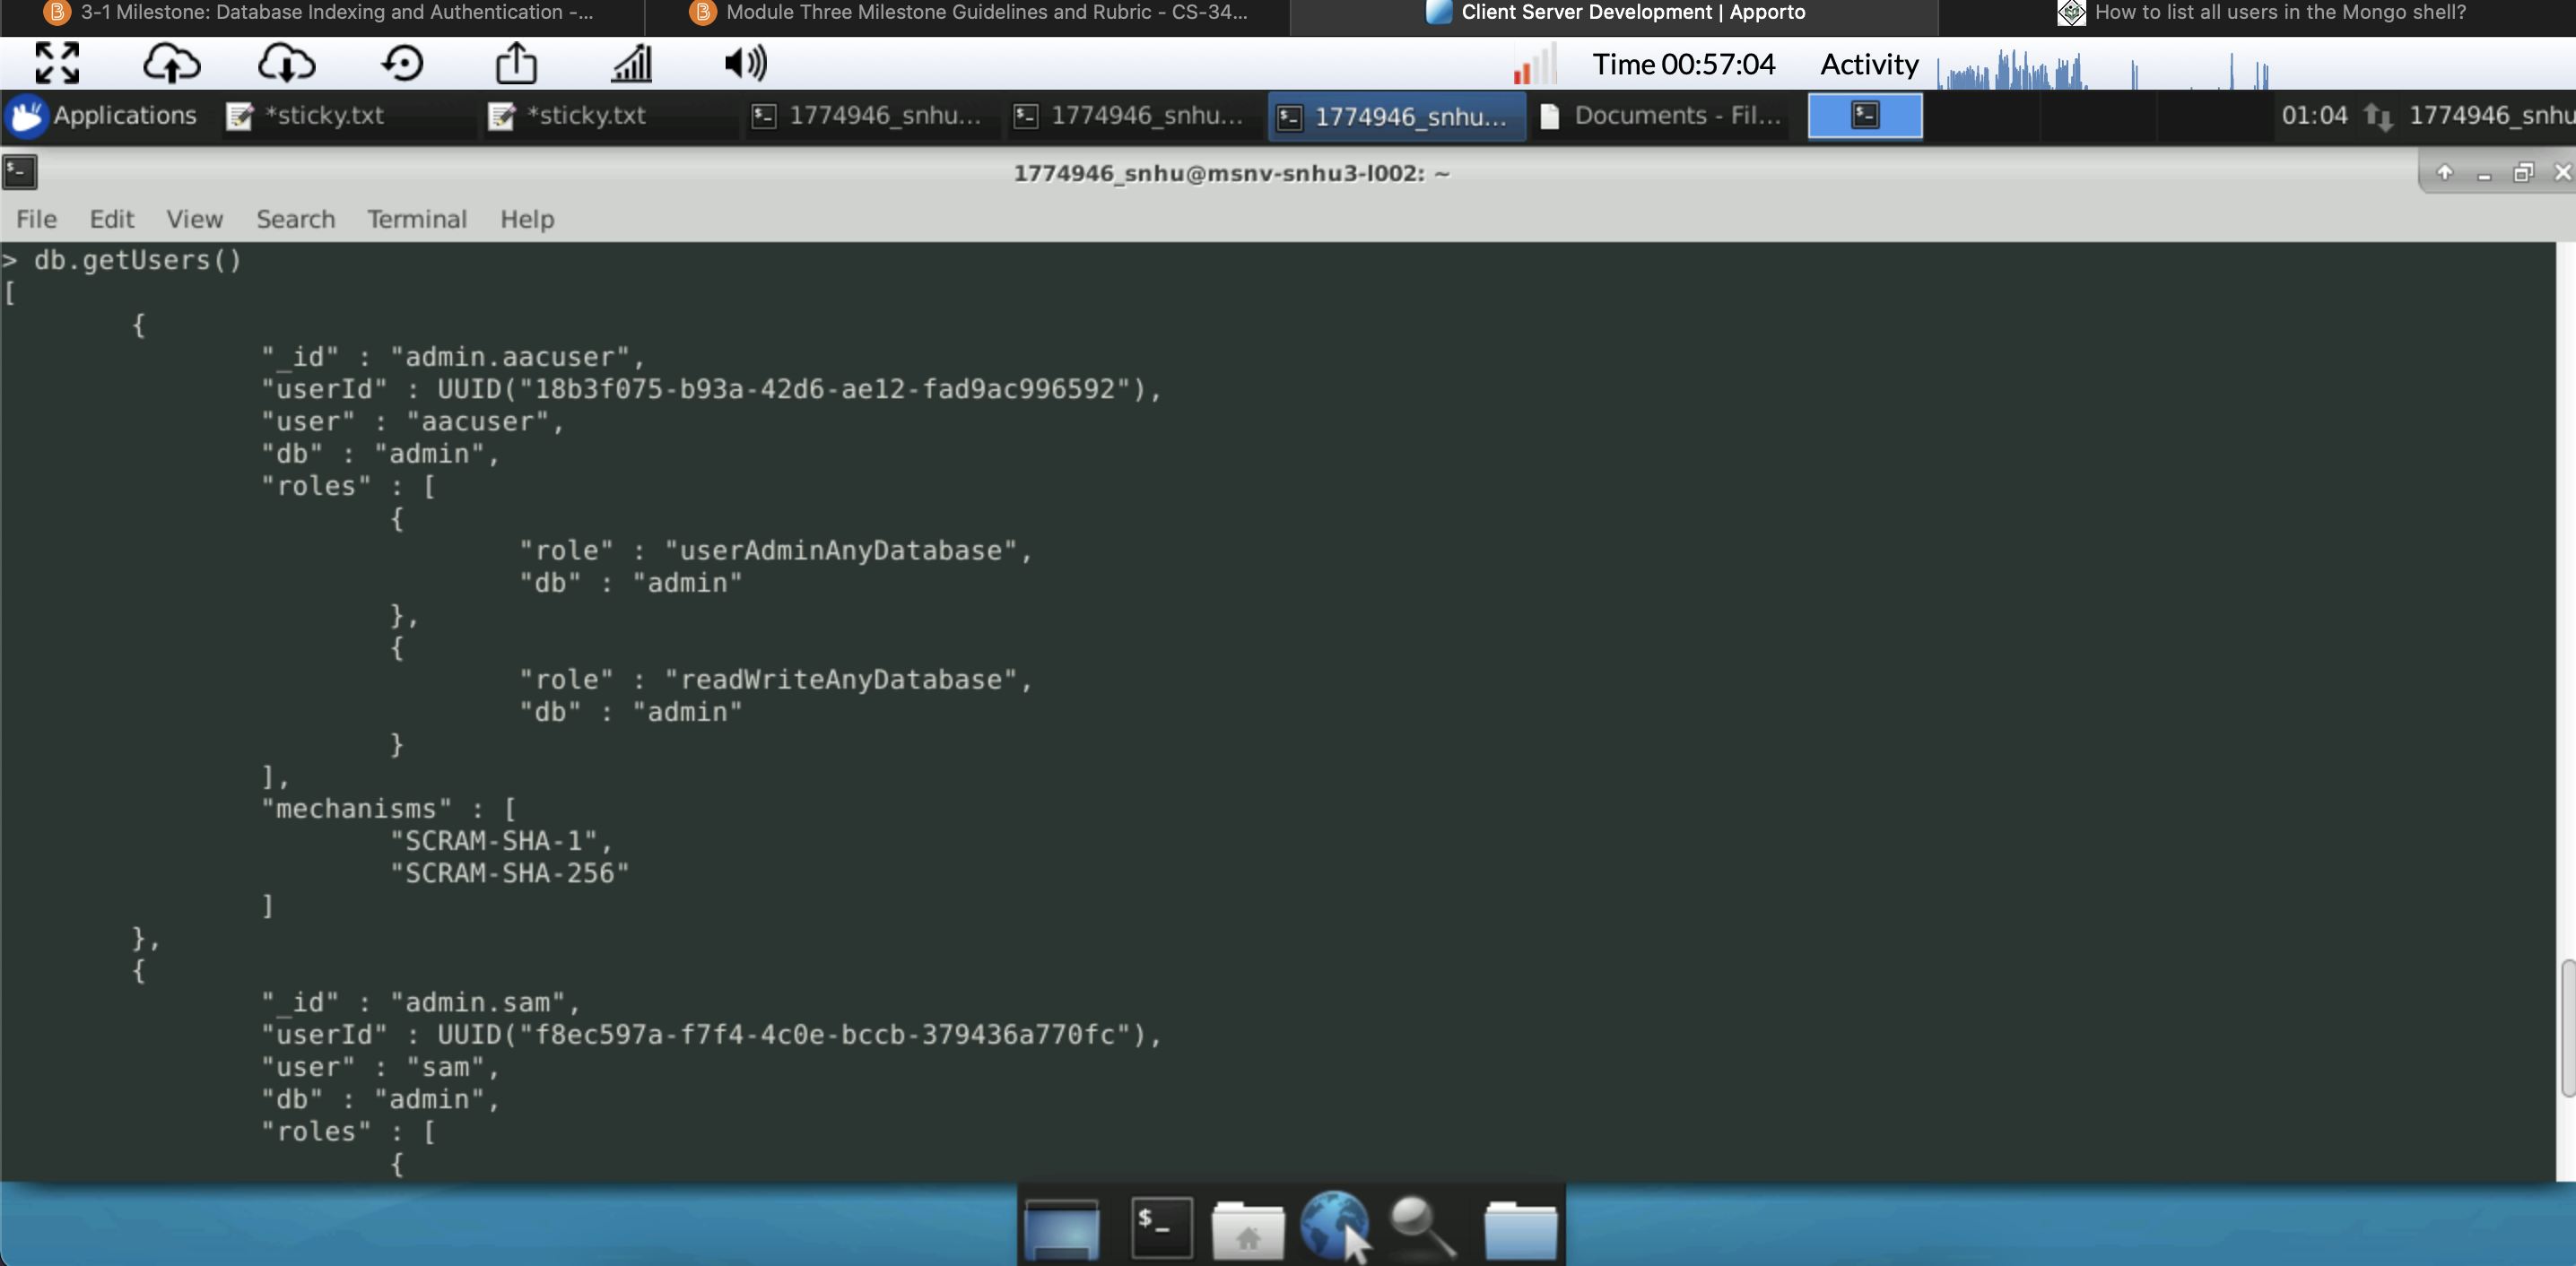 3-1 Milestone: Database Indexing and Authentication -...
Module Three Milestone Guidelines and Rubric - CS-34...
Client Server Development | Apporto
How to list all users in the Mongo shell?
Time 00:57:04 Activity
Applications *sticky.txt *sticky.txt 1774946_snhu... 1774946_snhu... 1774946_snhu... Documents - Fil... 01:04 1774946_snhu
1774946_snhu@msnv-snhu3-l002: ~
File Edit View Search Terminal Help
> db.getUsers()
[
{
"_id" : "admin.aacuser",
"userId" : UUID("18b3f075-b93a-42d6-ae12-fad9ac996592"),
"user" : "aacuser",
"db" : "admin",
"roles" : [
{
"role" : "userAdminAnyDatabase",
"db" : "admin"
},
{
"role" : "readWriteAnyDatabase",
"db" : "admin"
}
],
"mechanisms" : [
"SCRAM-SHA-1",
"SCRAM-SHA-256"
]
},
{
"_id" : "admin.sam",
"userId" : UUID("f8ec597a-f7f4-4c0e-bccb-379436a770fc"),
"user" : "sam",
"db" : "admin",
"roles" : [
{
$_